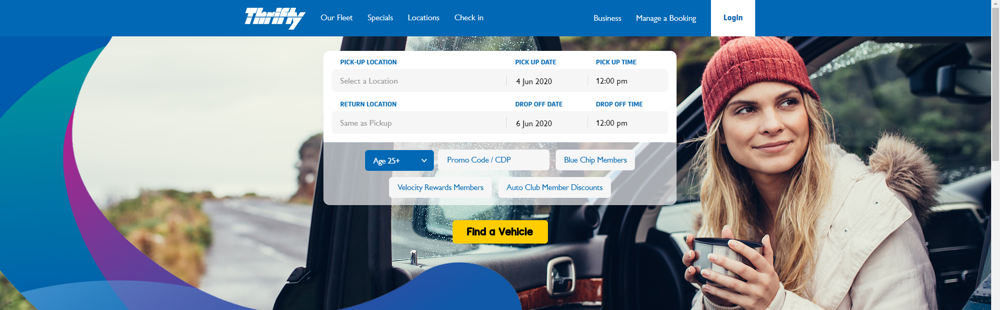 Thrifty Our Fleet Specials Locations Check in Business Manage a Booking Login
PICK-UP LOCATION PICK UP DATE PICK UP TIME
Select a Location 4 Jun 2020 12:00 pm
RETURN LOCATION DROP OFF DATE DROP OFF TIME
Same as Pickup 6 Jun 2020 12:00 pm
Age 25+ Promo Code / CDP Blue Chip Members
Velocity Rewards Members Auto Club Member Discounts
Find a Vehicle